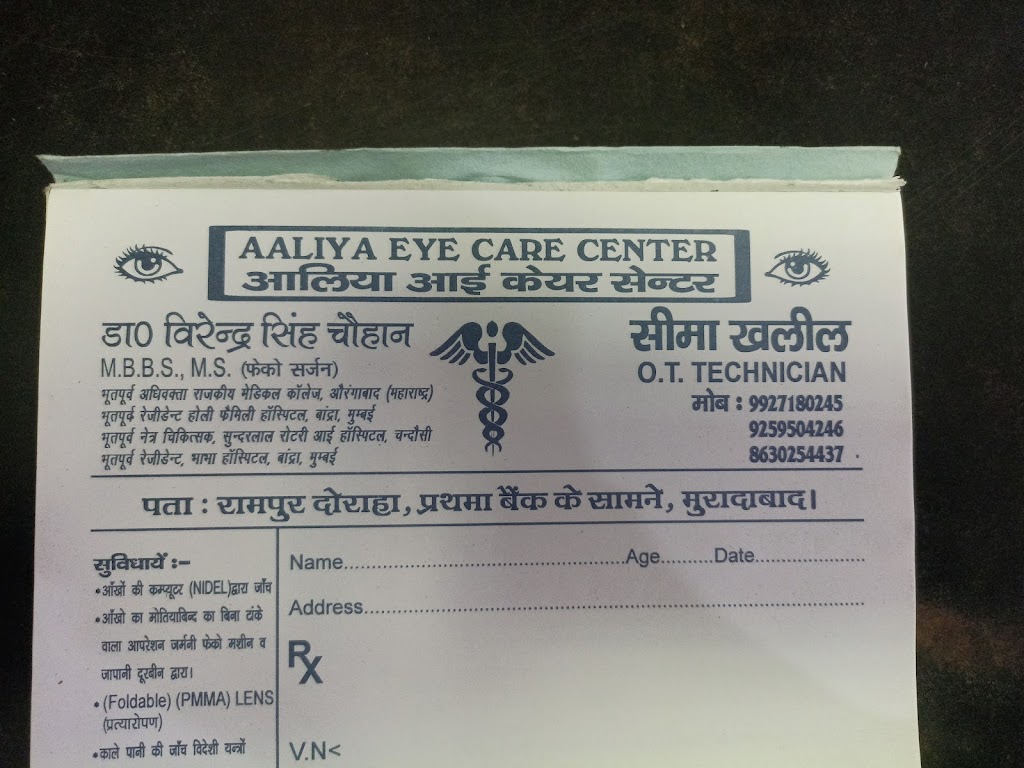 AALIYA EYE CARE CENTER
आलिया आई केयर सेन्टर
डा0 विरेन्द्र सिंह चौहान
M.B.B.S., M.S. (फेको सर्जन)
भूतपूर्व अधिवक्ता राजकीय मेडिकल कॉलेज, औरंगाबाद (महाराष्ट्र)
भूतपूर्व रेजीडेन्ट होली फैमिली हॉस्पिटल, बांद्रा, मुम्बई
भूतपूर्व नेत्र चिकित्सक, सुन्दरलाल रोटरी आई हॉस्पिटल, चन्दौसी
भूतपूर्व रेजीडेन्ट, भाभा हॉस्पिटल, बांद्रा, मुम्बई
सीमा खलील
O.T. TECHNICIAN
मोब : 9927180245
9259504246
8630254437
पता : रामपुर दोराहा, प्रथमा बैंक के सामने, मुरादाबाद।
सुविधायें :-
•आँखों की कम्प्यूटर (NIDEL)द्वारा जाँच
•आँखो का मोतियाबिन्द का बिना टांके
वाला आपरेशन जर्मनी फेको मशीन व
जापानी दूरबीन द्वारा।
• (Foldable) (PMMA) LENS
(प्रत्यारोपण)
•काले पानी की जाँच विदेशी यन्त्रों
Name..........Age..........Date..........
Address..........
Rx
V.N<